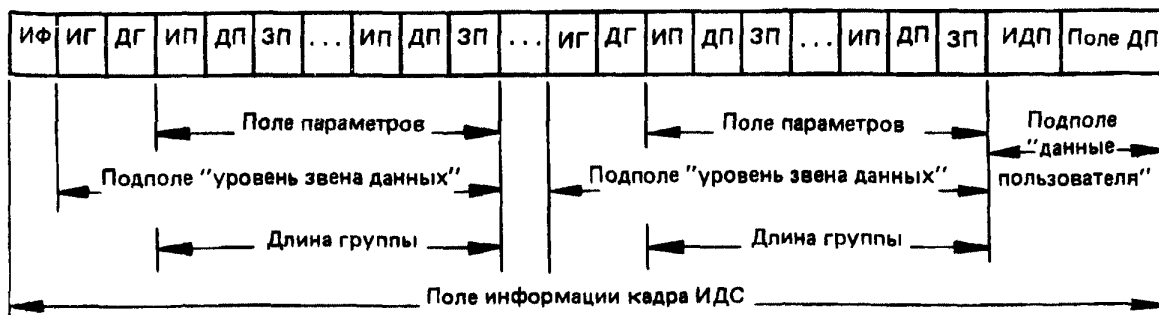 ИФ ИГ ДГ ИП ДП ЗП ... ИП ДП ЗП ... ИГ ДГ ИП ДП ЗП ... ИП ДП ЗП ИДП Поле ДП
Поле параметров Поле параметров Подполе
"данные
Подполе "уровень звена данных" Подполе "уровень звена данных" пользователя"
Длина группы Длина группы
Поле информации кадра ИДС